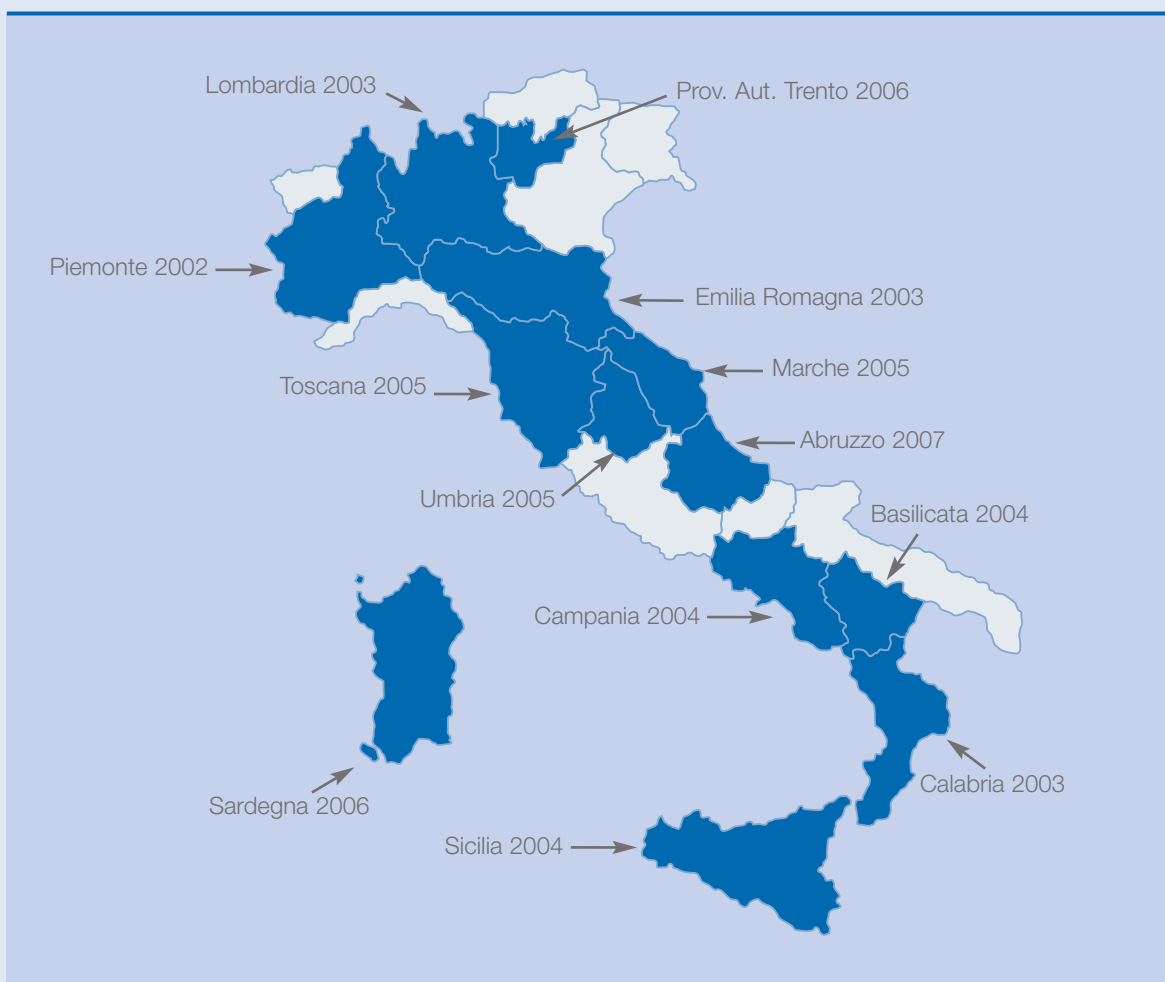 Lombardia 2003
Prov. Aut. Trento 2006
Piemonte 2002
Emilia Romagna 2003
Marche 2005
Toscana 2005
Abruzzo 2007
Umbria 2005
Basilicata 2004
Campania 2004
Calabria 2003
Sardegna 2006
Sicilia 2004